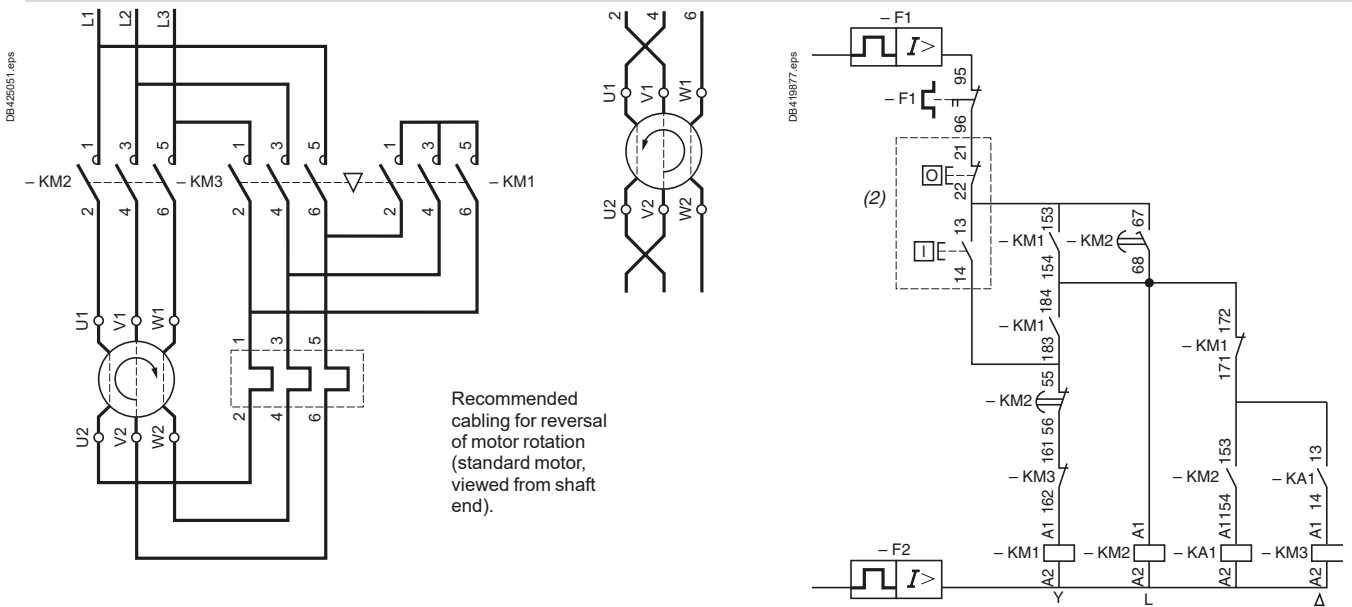 DB425051.eps
L1
L2
L3
1
3
5
1
3
5
1
3
5
– KM2
– KM3
– KM1
2
4
6
2
4
6
2
4
6
U1
V1
W1
1
3
5
2
4
6
U2
V2
W2
2
4
6
U1
V1
W1
U2
V2
W2
Recommended
cabling for reversal
of motor rotation
(standard motor,
viewed from shaft
end).
DB419877.eps
– F1
I >
95
– F1
96
21
O
22
(2)
13
I
14
153
– KM1
154
67
– KM2
68
184
– KM1
183
172
– KM1
171
55
– KM2
56
161
– KM3
162
153
– KM2
154
13
– KA1
14
A1
A1
A1
A1
– KM1
– KM2
– KA1
– KM3
A2
A2
A2
A2
– F2
I >
Y
L
Δ